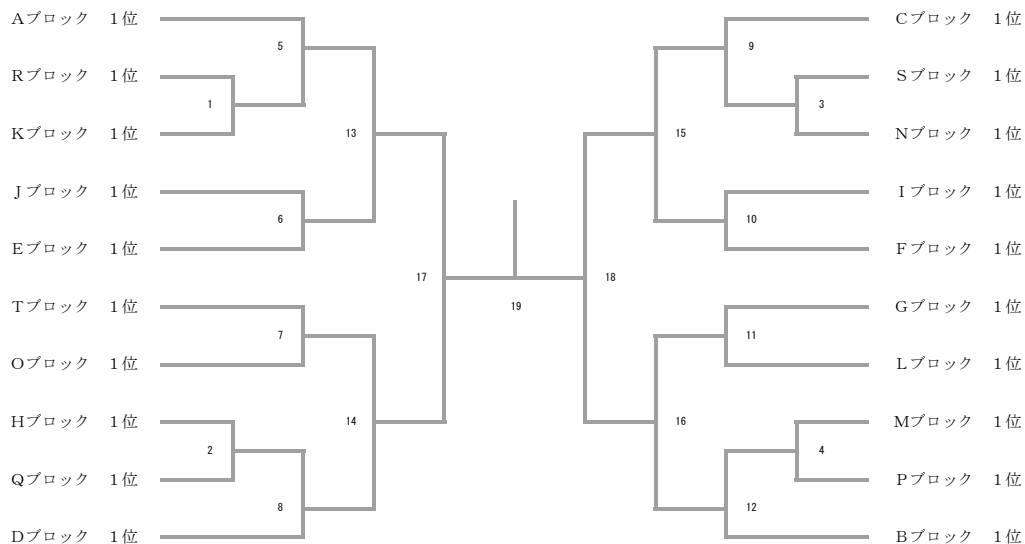 Aブロック 1位
Cブロック 1位
5
9
Rブロック 1位
Sブロック 1位
1
3
Kブロック 1位
13
15
Nブロック 1位
Jブロック 1位
Iブロック 1位
6
10
Eブロック 1位
Fブロック 1位
17
18
19
Tブロック 1位
Gブロック 1位
7
11
Oブロック 1位
Lブロック 1位
Hブロック 1位
14
16
Mブロック 1位
2
4
Qブロック 1位
Pブロック 1位
8
12
Dブロック 1位
Bブロック 1位